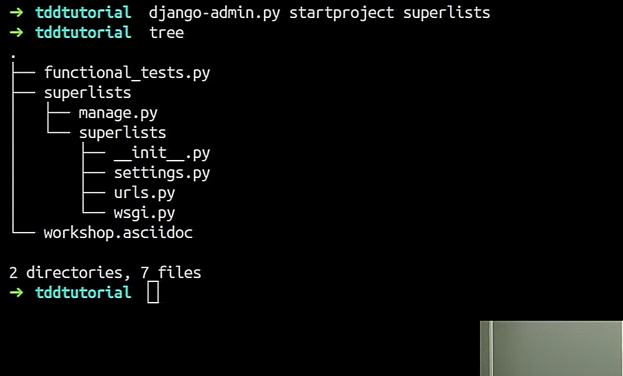 → tddtutorial django-admin.py startproject superlists
→ tddtutorial tree
.
├── functional_tests.py
├── superlists
│   ├── manage.py
│   └── superlists
│       ├── __init__.py
│       ├── settings.py
│       ├── urls.py
│       └── wsgi.py
└── workshop.asciidoc
2 directories, 7 files
→ tddtutorial